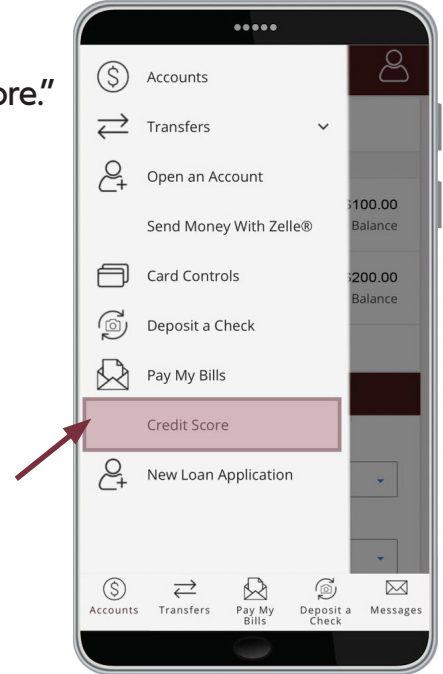 ore."
Accounts
Transfers
Open an Account
Send Money With Zelle®
Card Controls
Deposit a Check
Pay My Bills
Credit Score
New Loan Application
$100.00
Balance
$200.00
Balance
Accounts
Transfers
Pay My
Bills
Deposit a
Check
Messages